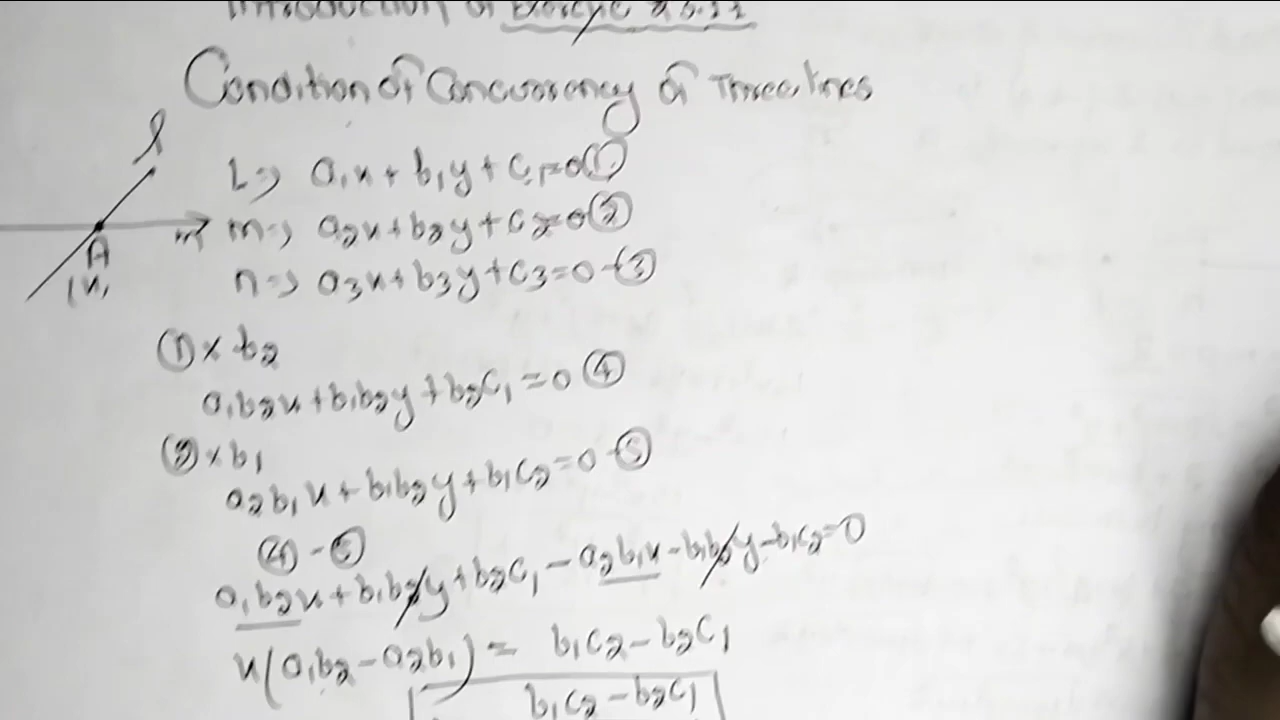 Introduction of
Condition of Concurrency of Three lines
l
L => a₁x + b₁y + c₁ = 0 ①
m m => a₂x + b₂y + c₂ = 0 ②
A
(x,
n => a₃x + b₃y + c₃ = 0 - ③
① × b₂
a₁b₂x + b₁b₂y + b₂c₁ = 0 ④
② × b₁
a₂b₁x + b₁b₂y + b₁c₂ = 0 - ⑤
④ - ⑤
a₁b₂x + b₁b₂y + b₂c₁ - a₂b₁x - b₁b₂y - b₁c₂ = 0
x(a₁b₂ - a₂b₁) = b₁c₂ - b₂c₁
b₁c₂ - b₂c₁